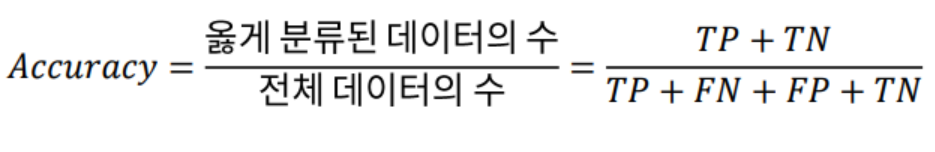 Accuracy = 옳게 분류된 데이터의 수 / 전체 데이터의 수 = TP + TN / TP + FN + FP + TN